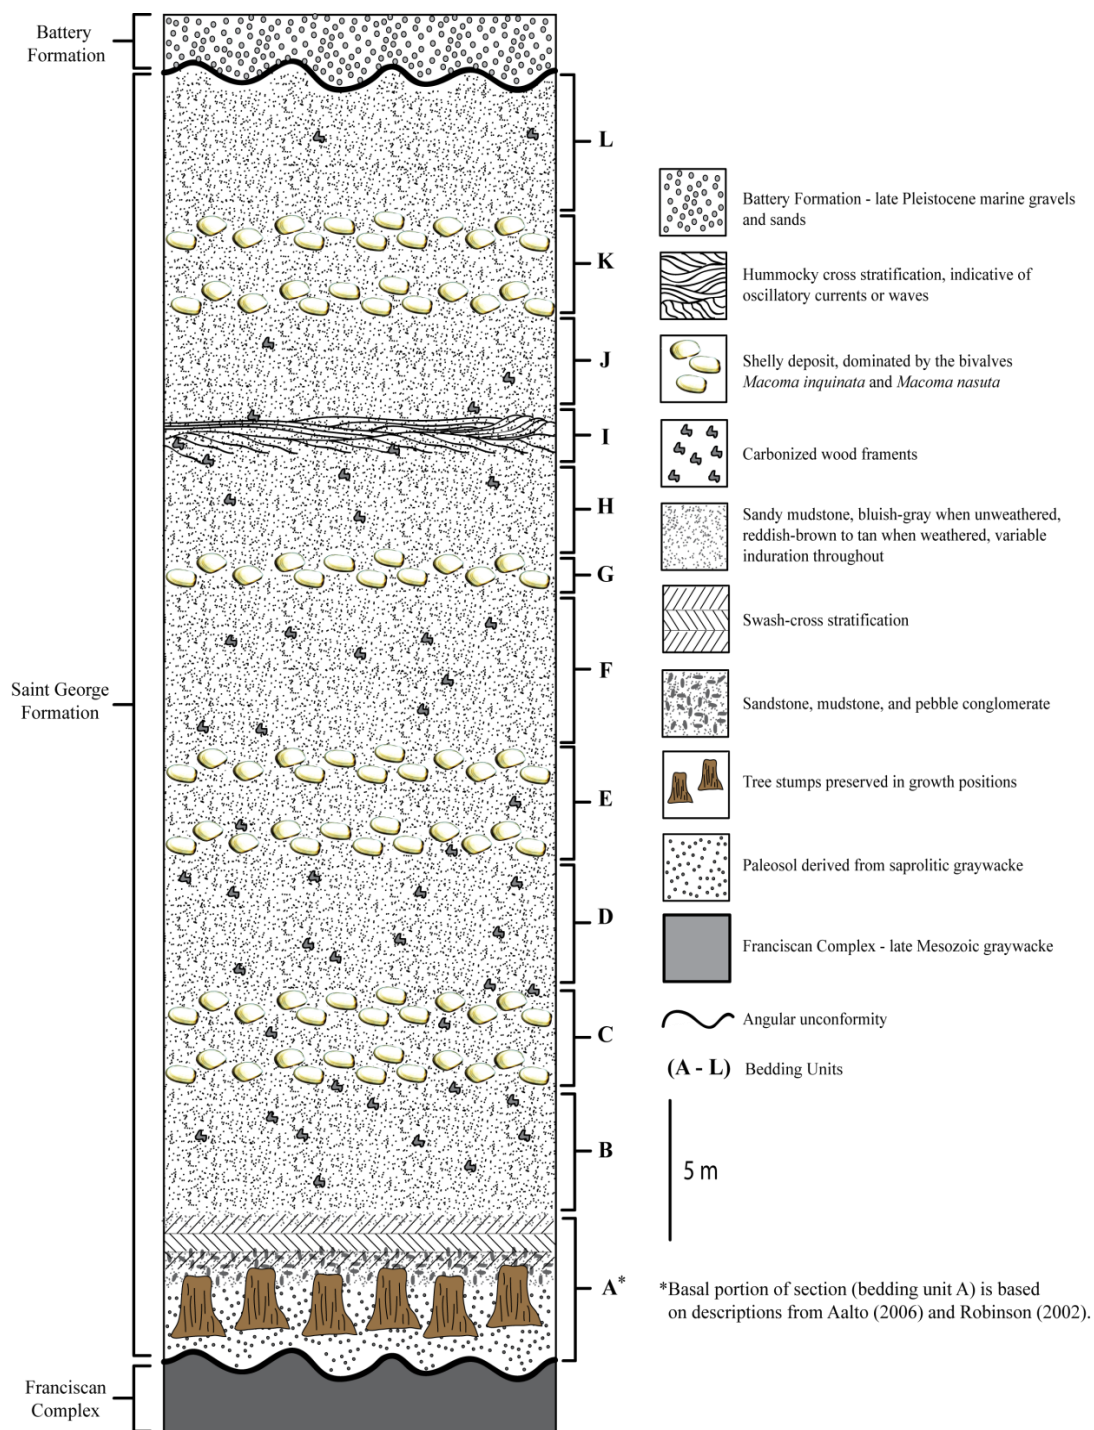 Battery
Formation
L
K
J
I
H
G
F
Saint George
Formation
E
D
C
B
A*
Franciscan
Complex
Battery Formation - late Pleistocene marine gravels
and sands
Hummocky cross stratification, indicative of
oscillatory currents or waves
Shelly deposit, dominated by the bivalves
Macoma inquinata and Macoma nasuta
Carbonized wood framents
Sandy mudstone, bluish-gray when unweathered,
reddish-brown to tan when weathered, variable
induration throughout
Swash-cross stratification
Sandstone, mudstone, and pebble conglomerate
Tree stumps preserved in growth positions
Paleosol derived from saprolitic graywacke
Franciscan Complex - late Mesozoic graywacke
Angular unconformity
(A - L) Bedding Units
5 m
*Basal portion of section (bedding unit A) is based
on descriptions from Aalto (2006) and Robinson (2002).